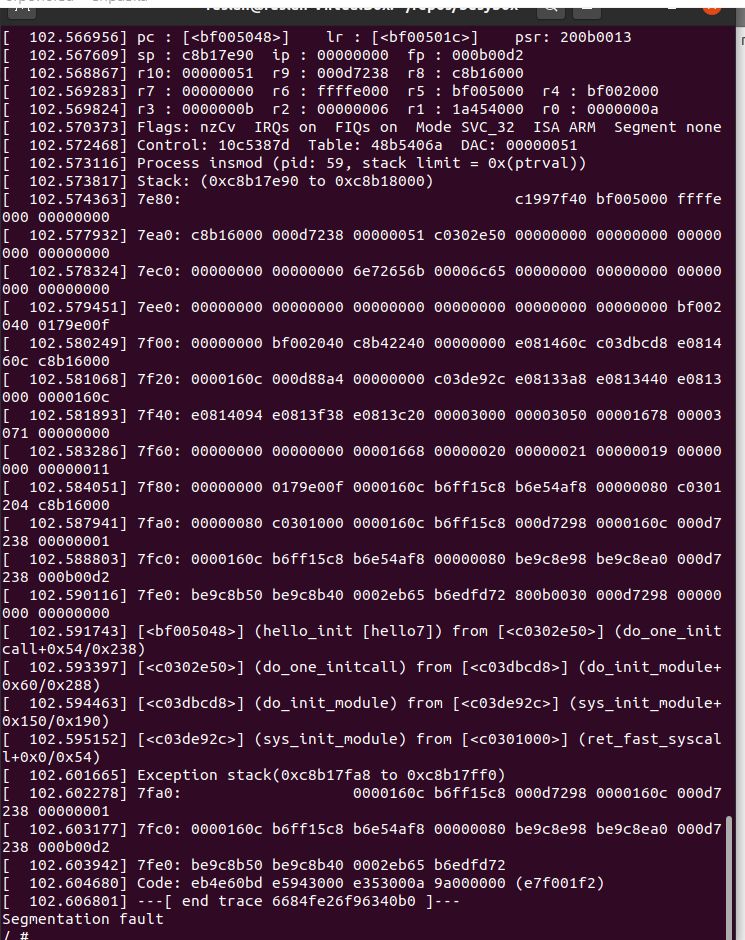 [  102.566956] pc : [<bf005048>]    lr : [<bf00501c>]    psr: 200b0013
[  102.567609] sp : c8b17e90  ip : 00000000  fp : 000b00d2
[  102.568867] r10: 00000051  r9 : 000d7238  r8 : c8b16000
[  102.569283] r7 : 00000000  r6 : ffffe000  r5 : bf005000  r4 : bf002000
[  102.569824] r3 : 0000000b  r2 : 00000006  r1 : 1a454000  r0 : 0000000a
[  102.570373] Flags: nzCv  IRQs on  FIQs on  Mode SVC_32  ISA ARM  Segment none
[  102.572468] Control: 10c5387d  Table: 48b5406a  DAC: 00000051
[  102.573116] Process insmod (pid: 59, stack limit = 0x(ptrval))
[  102.573817] Stack: (0xc8b17e90 to 0xc8b18000)
[  102.574363] 7e80:                                     c1997f40 bf005000 ffffe
000 00000000
[  102.577932] 7ea0: c8b16000 000d7238 00000051 c0302e50 00000000 00000000 00000
000 00000000
[  102.578324] 7ec0: 00000000 00000000 6e72656b 00006c65 00000000 00000000 00000
000 00000000
[  102.579451] 7ee0: 00000000 00000000 00000000 00000000 00000000 00000000 bf002
040 0179e00f
[  102.580249] 7f00: 00000000 bf002040 c8b42240 00000000 e081460c c03dbcd8 e0814
60c c8b16000
[  102.581068] 7f20: 0000160c 000d88a4 00000000 c03de92c e08133a8 e0813440 e0813
000 0000160c
[  102.581893] 7f40: e0814094 e0813f38 e0813c20 00003000 00003050 00001678 00003
071 00000000
[  102.583286] 7f60: 00000000 00000000 00001668 00000020 00000021 00000019 00000
000 00000011
[  102.584051] 7f80: 00000000 0179e00f 0000160c b6ff15c8 b6e54af8 00000080 c0301
204 c8b16000
[  102.587941] 7fa0: 00000080 c0301000 0000160c b6ff15c8 000d7298 0000160c 000d7
238 00000001
[  102.588803] 7fc0: 0000160c b6ff15c8 b6e54af8 00000080 be9c8e98 be9c8ea0 000d7
238 000b00d2
[  102.590116] 7fe0: be9c8b50 be9c8b40 0002eb65 b6edfd72 800b0030 000d7298 00000
000 00000000
[  102.591743] [<bf005048>] (hello_init [hello7]) from [<c0302e50>] (do_one_init
call+0x54/0x238)
[  102.593397] [<c0302e50>] (do_one_initcall) from [<c03dbcd8>] (do_init_module+
0x60/0x288)
[  102.594463] [<c03dbcd8>] (do_init_module) from [<c03de92c>] (sys_init_module+
0x150/0x190)
[  102.595152] [<c03de92c>] (sys_init_module) from [<c0301000>] (ret_fast_syscal
l+0x0/0x54)
[  102.601665] Exception stack(0xc8b17fa8 to 0xc8b17ff0)
[  102.602278] 7fa0:                   0000160c b6ff15c8 000d7298 0000160c 000d7
238 00000001
[  102.603177] 7fc0: 0000160c b6ff15c8 b6e54af8 00000080 be9c8e98 be9c8ea0 000d7
238 000b00d2
[  102.603942] 7fe0: be9c8b50 be9c8b40 0002eb65 b6edfd72
[  102.604680] Code: eb4e60bd e5943000 e353000a 9a000000 (e7f001f2)
[  102.606801] ---[ end trace 6684fe26f96340b0 ]---
Segmentation fault
/ #